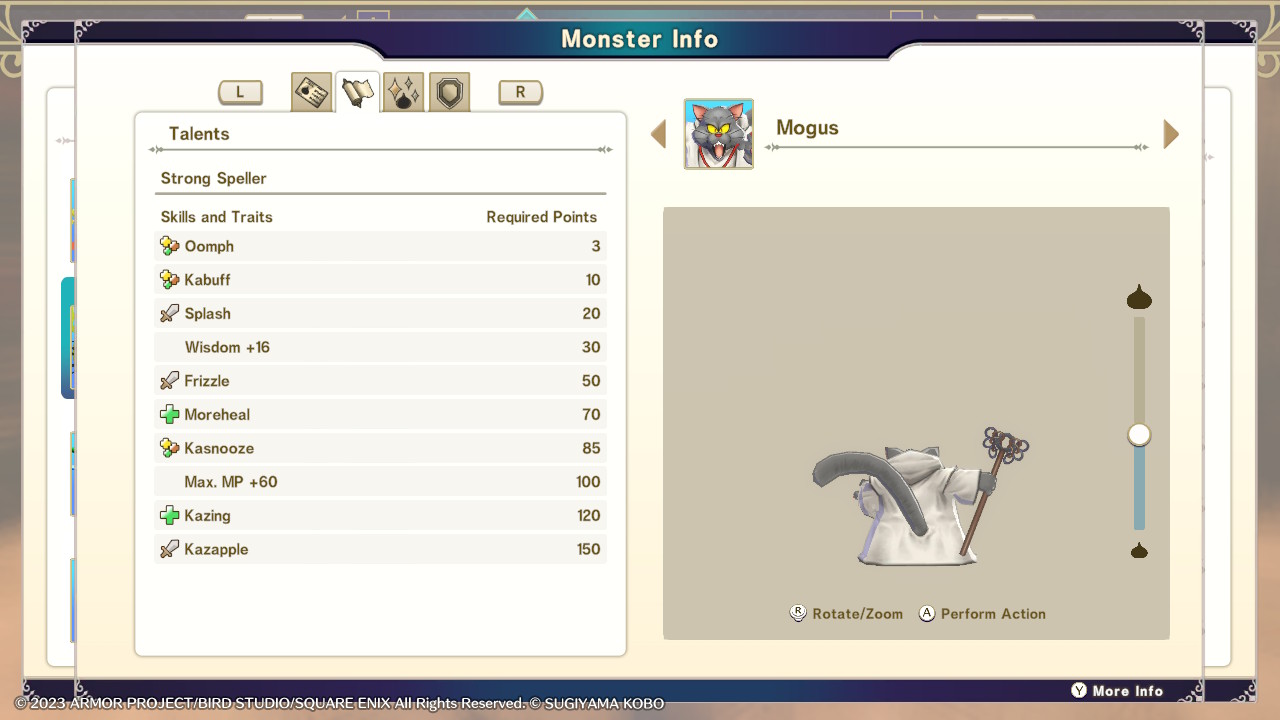 Monster Info
L
R
Talents
Mogus
Strong Speller
Skills and Traits Required Points
Oomph 3
Kabuff 10
Splash 20
Wisdom +16 30
Frizzle 50
Moreheal 70
Kasnooze 85
Max. MP +60 100
Kazing 120
Kazapple 150
R Rotate/Zoom A Perform Action
Y More Info
© 2023 ARMOR PROJECT/BIRD STUDIO/SQUARE ENIX All Rights Reserved. © SUGIYAMA KOBO